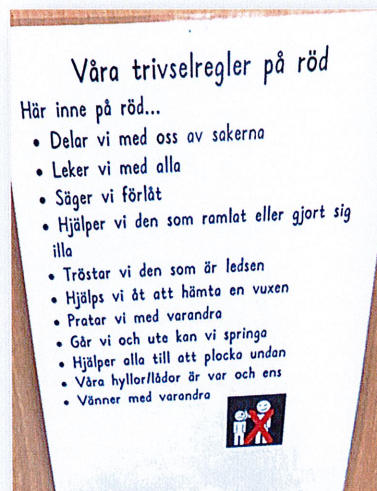 Våra trivselregler på röd
Här inne på röd...
• Delar vi med oss av sakerna
• Leker vi med alla
• Säger vi förlåt
• Hjälper vi den som ramlat eller gjort sig
illa
• Tröstar vi den som är ledsen
• Hjälps vi åt att hämta en vuxen
• Pratar vi med varandra
• Går vi och ute kan vi springa
• Hjälper alla till att plocka undan
• Våra hyllor/lådor är var och ens
• Vänner med varandra